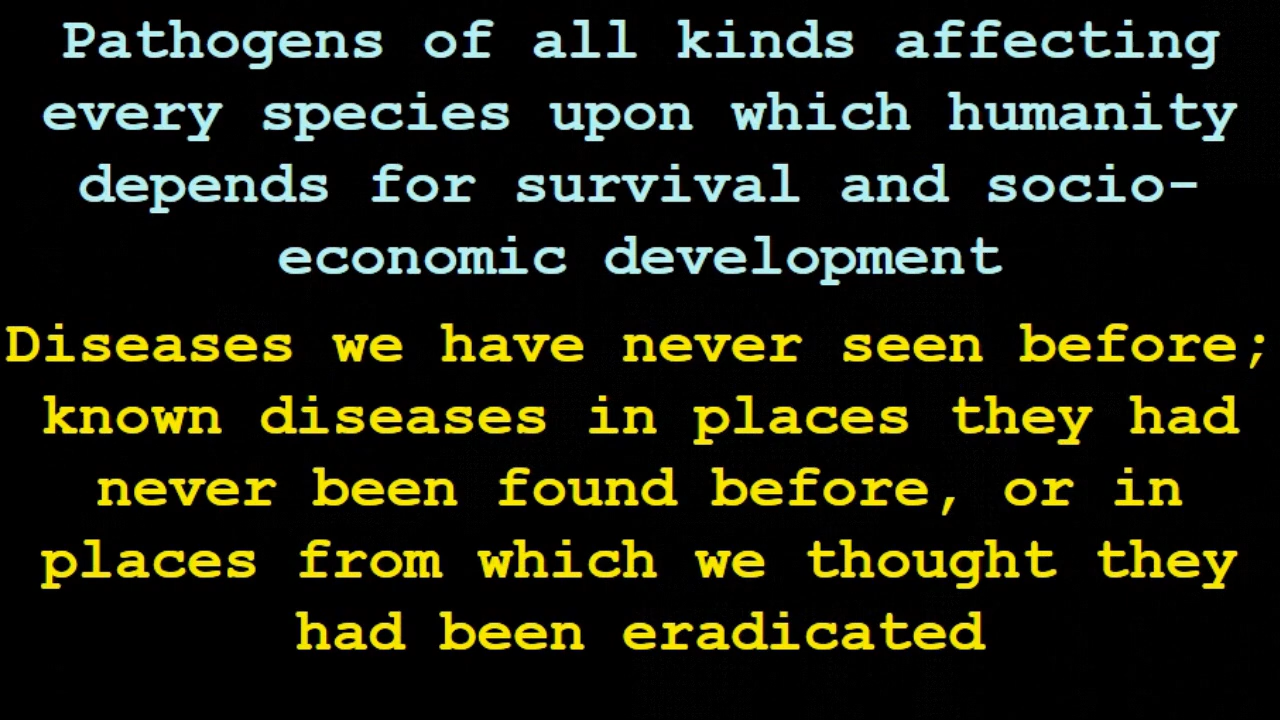 Pathogens of all kinds affecting
every species upon which humanity
depends for survival and socio-
economic development
Diseases we have never seen before;
known diseases in places they had
never been found before, or in
places from which we thought they
had been eradicated